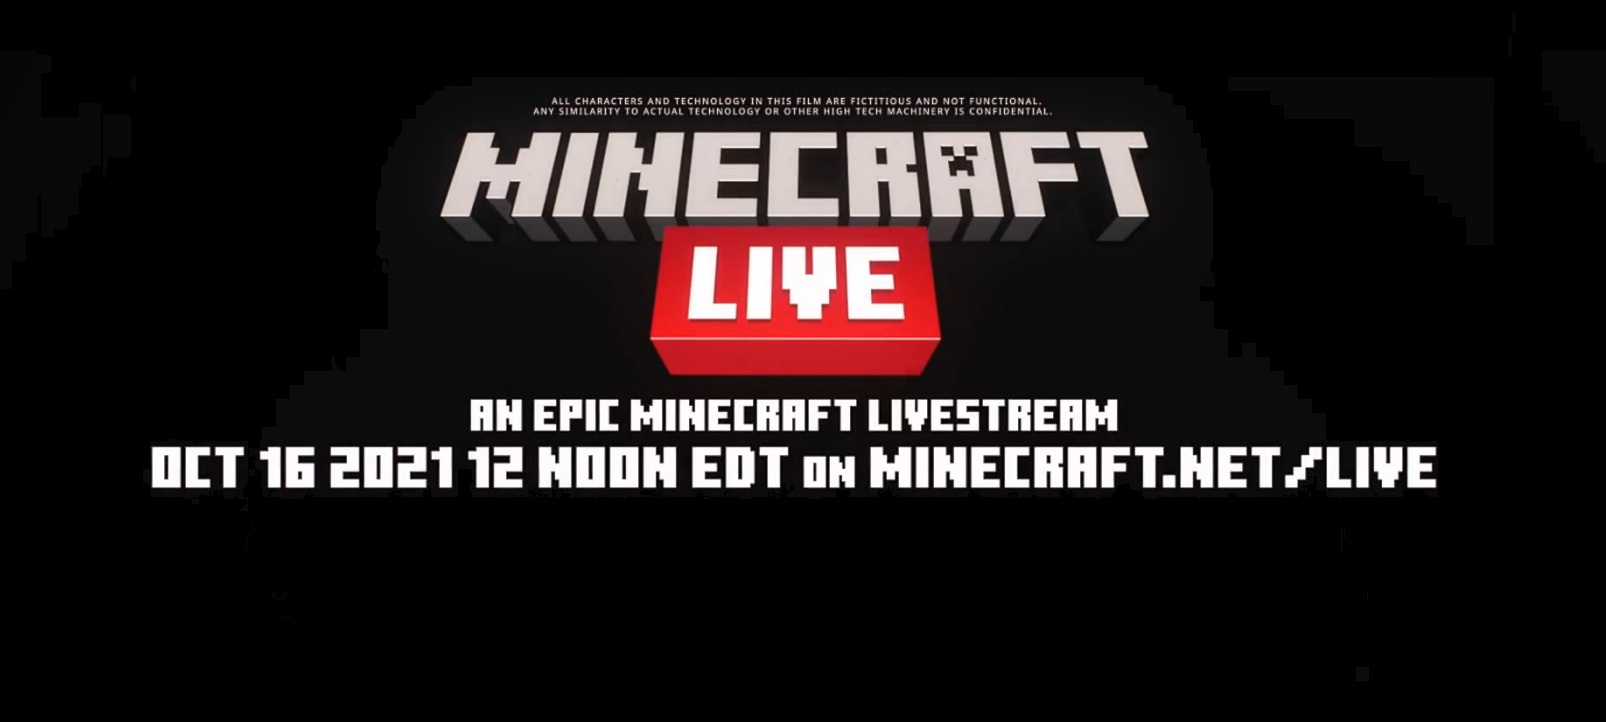 ALL CHARACTERS AND TECHNOLOGY IN THIS FILM ARE FICTITIOUS AND NOT FUNCTIONAL.
ANY SIMILARITY TO ACTUAL TECHNOLOGY OR OTHER HIGH TECH MACHINERY IS CONFIDENTIAL.
MINECRAFT
LIVE
AN EPIC MINECRAFT LIVESTREAM
OCT 16 2021 12 NOON EDT ON MINECRAFT.NET/LIVE